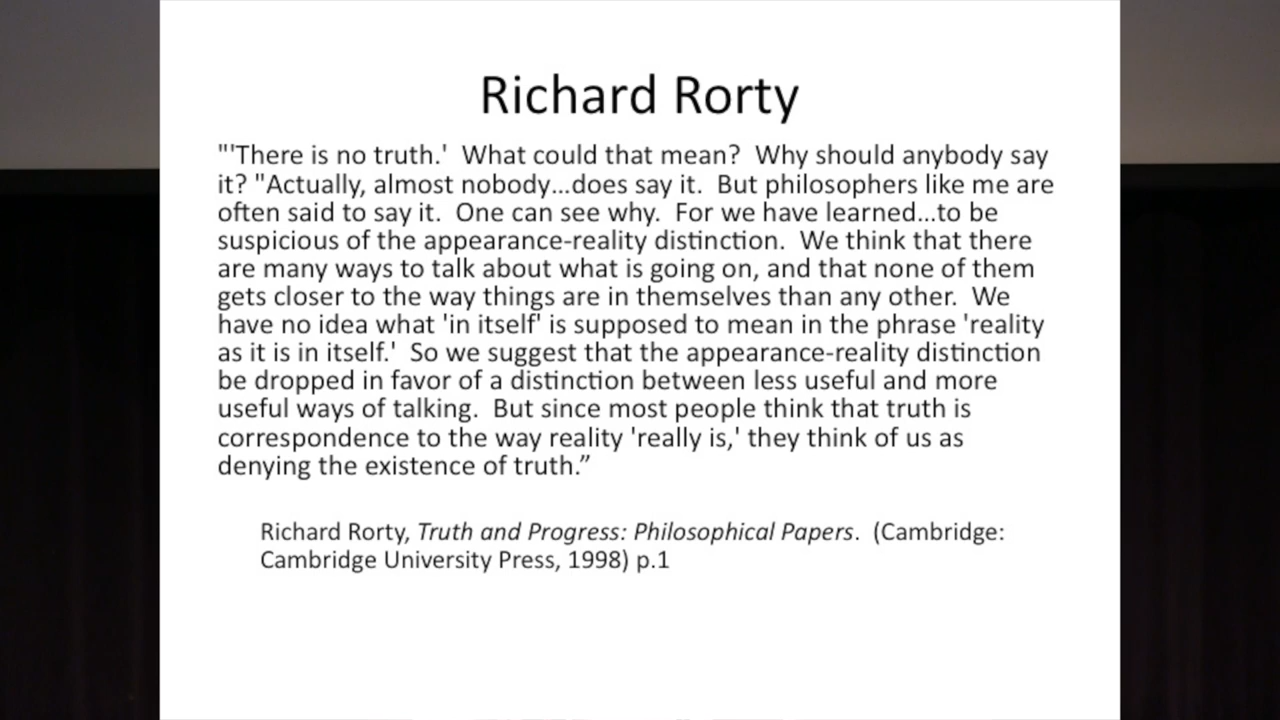 Richard Rorty
"'There is no truth.'  What could that mean?  Why should anybody say
it? "Actually, almost nobody...does say it.  But philosophers like me are
often said to say it.  One can see why.  For we have learned...to be
suspicious of the appearance-reality distinction.  We think that there
are many ways to talk about what is going on, and that none of them
gets closer to the way things are in themselves than any other.  We
have no idea what 'in itself' is supposed to mean in the phrase 'reality
as it is in itself.'  So we suggest that the appearance-reality distinction
be dropped in favor of a distinction between less useful and more
useful ways of talking.  But since most people think that truth is
correspondence to the way reality 'really is,' they think of us as
denying the existence of truth.”
Richard Rorty, Truth and Progress: Philosophical Papers.  (Cambridge:
Cambridge University Press, 1998) p.1